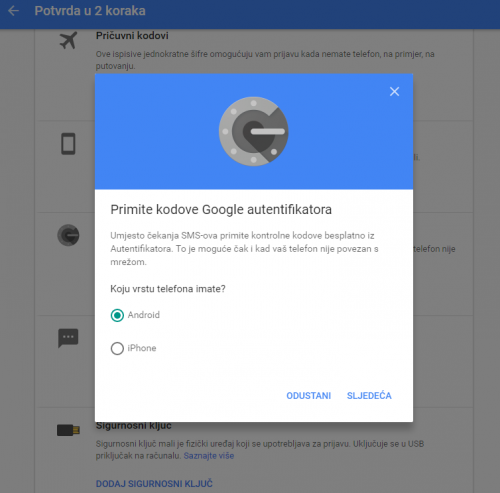 Potvrda u 2 koraka
Pričuvni kodovi
Ove ispisive jednokratne šifre omogućuju vam prijavu kada nemate telefon, na primjer, na
putovanju.
Primite kodove Google autentifikatora
Umjesto čekanja SMS-ova primite kontrolne kodove besplatno iz
Autentifikatora. To je moguće čak i kad vaš telefon nije povezan s
mrežom.
telefon nije
Koju vrstu telefona imate?
Android
iPhone
ODUSTANI SLJEDEĆA
Sigurnosni ključ
Sigurnosni ključ mali je fizički uređaj koji se upotrebljava za prijavu. Uključuje se u USB
priključak na računalu. Saznajte više
DODAJ SIGURNOSNI KLJUČ